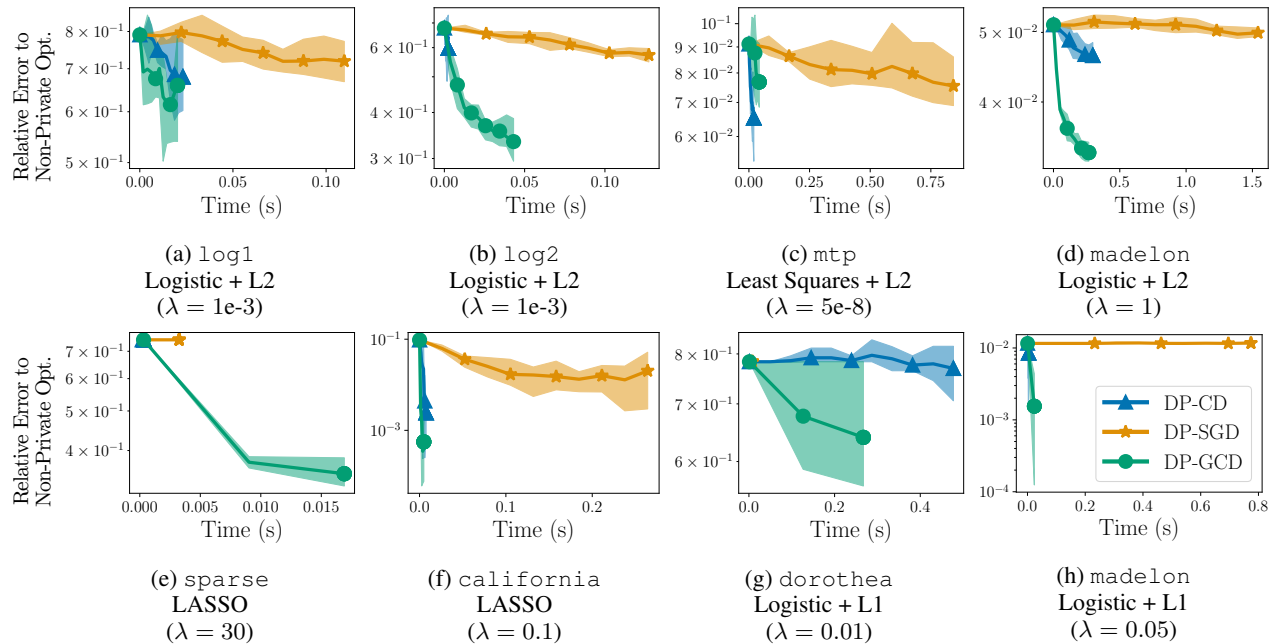 Relative Error to
Non-Private Opt.
8 × 10⁻¹
7 × 10⁻¹
6 × 10⁻¹
5 × 10⁻¹
0.00 0.05 0.10
Time (s)
6 × 10⁻¹
4 × 10⁻¹
3 × 10⁻¹
0.00 0.05 0.10
Time (s)
10⁻¹
9 × 10⁻²
8 × 10⁻²
7 × 10⁻²
6 × 10⁻²
0.00 0.25 0.50 0.75
Time (s)
5 × 10⁻²
4 × 10⁻²
0.0 0.5 1.0 1.5
Time (s)
(a) log1
Logistic + L2
(λ = 1e-3)
(b) log2
Logistic + L2
(λ = 1e-3)
(c) mtp
Least Squares + L2
(λ = 5e-8)
(d) madelon
Logistic + L2
(λ = 1)
Relative Error to
Non-Private Opt.
7 × 10⁻¹
6 × 10⁻¹
5 × 10⁻¹
4 × 10⁻¹
0.000 0.005 0.010 0.015
Time (s)
10⁻¹
10⁻³
0.0 0.1 0.2
Time (s)
8 × 10⁻¹
7 × 10⁻¹
6 × 10⁻¹
0.0 0.2 0.4
Time (s)
10⁻²
10⁻³
10⁻⁴
0.0 0.2 0.4 0.6 0.8
Time (s)
DP-CD
DP-SGD
DP-GCD
(e) sparse
LASSO
(λ = 30)
(f) california
LASSO
(λ = 0.1)
(g) dorothea
Logistic + L1
(λ = 0.01)
(h) madelon
Logistic + L1
(λ = 0.05)